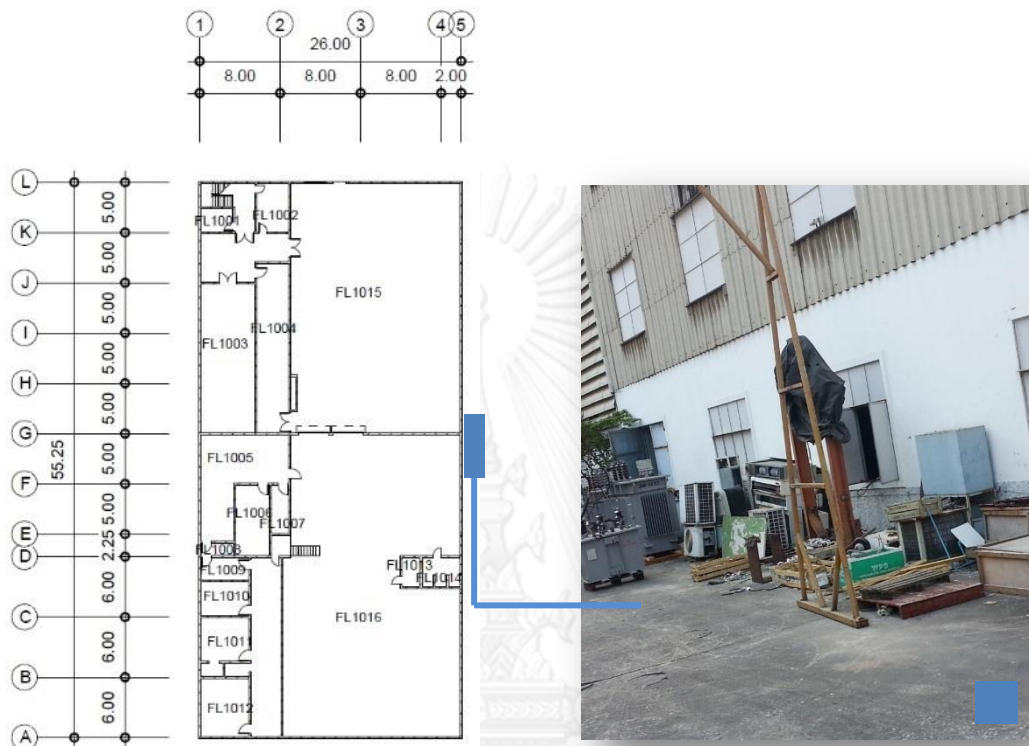 1 2 3 4 5
26.00
8.00 8.00 8.00 2.00
L
5.00
K
5.00
J
5.00
I
5.00
H
5.00
G
5.00
F
5.00
E
2.25
D
6.00
C
6.00
B
6.00
A
55.25
FL1001
FL1002
FL1015
FL1004
FL1003
FL1005
FL1006
FL1007
FL1008
FL1009
FL1013
FL1014
FL1010
FL1016
FL1011
FL1012
WPD